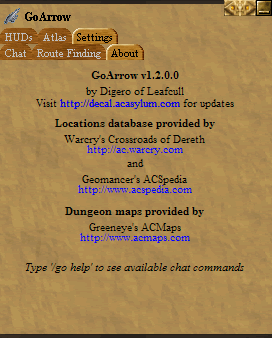 GoArrow
HUDs Atlas Settings
Chat Route Finding About
GoArrow v1.2.0.0
by Digero of Leafcull
Visit http://decal.acasylum.com for updates
Locations database provided by
Warcry's Crossroads of Dereth
http://ac.warcry.com
and
Geomancer's ACSpedia
http://www.acspedia.com
Dungeon maps provided by
Greeneye's ACMaps
http://www.acmaps.com
Type '/go help' to see available chat commands